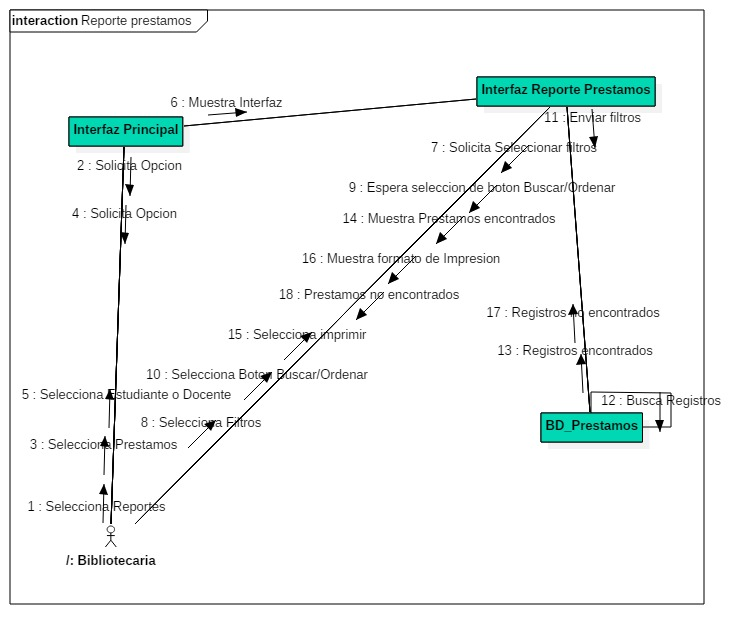 interaction Reporte prestamos
6 : Muestra Interfaz
Interfaz Reporte Prestamos
Interfaz Principal
11 : Enviar filtros
7 : Solicita Seleccionar filtros
2 : Solicita Opcion
9 : Espera seleccion de boton Buscar/Ordenar
4 : Solicita Opcion
14 : Muestra Prestamos encontrados
16 : Muestra formato de Impresion
18 : Prestamos no encontrados
17 : Registros no encontrados
15 : Selecciona imprimir
13 : Registros encontrados
10 : Selecciona Boton Buscar/Ordenar
5 : Selecciona Estudiante o Docente
12 : Busca Registros
8 : Selecciona Filtros
BD_Prestamos
3 : Selecciona Prestamos
1 : Selecciona Reportes
/: Bibliotecaria